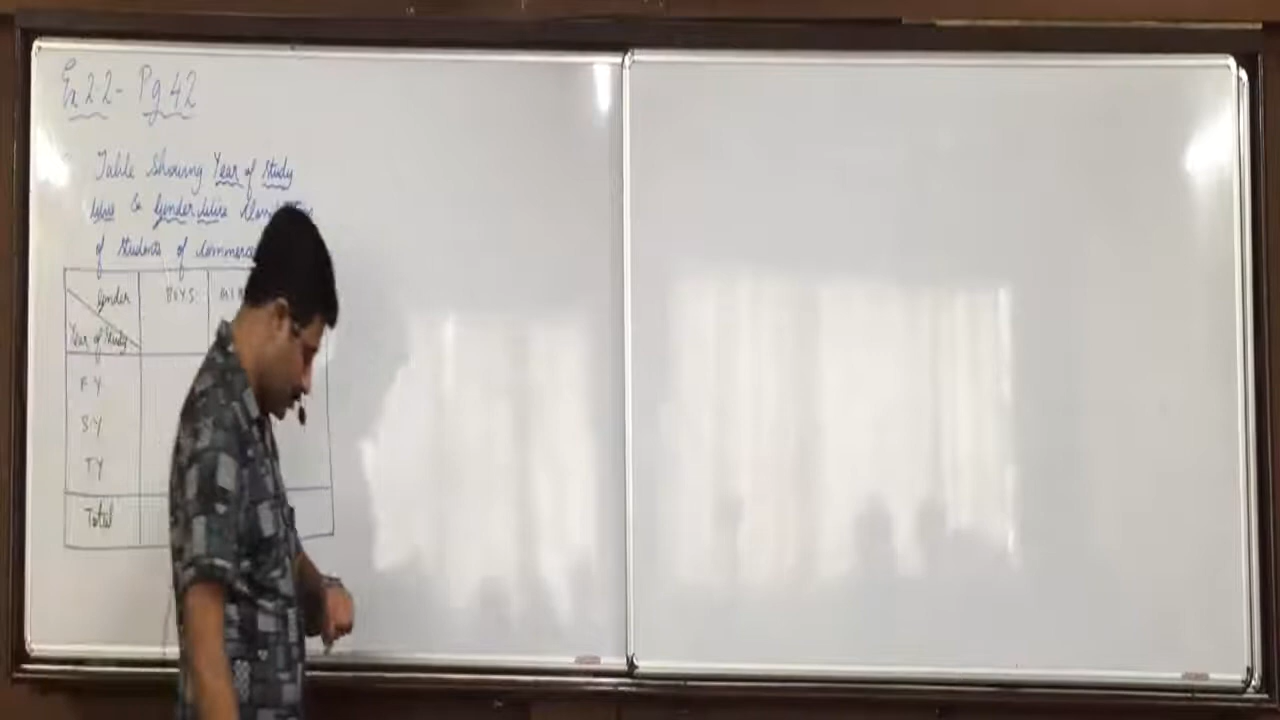 Ex 2.2 - Pg 42
Table Showing Year of Study
Wise & Gender Wise
of Students of Commerce
Gender
BOYS
Year of Study
F.Y
S.Y
T.Y
Total